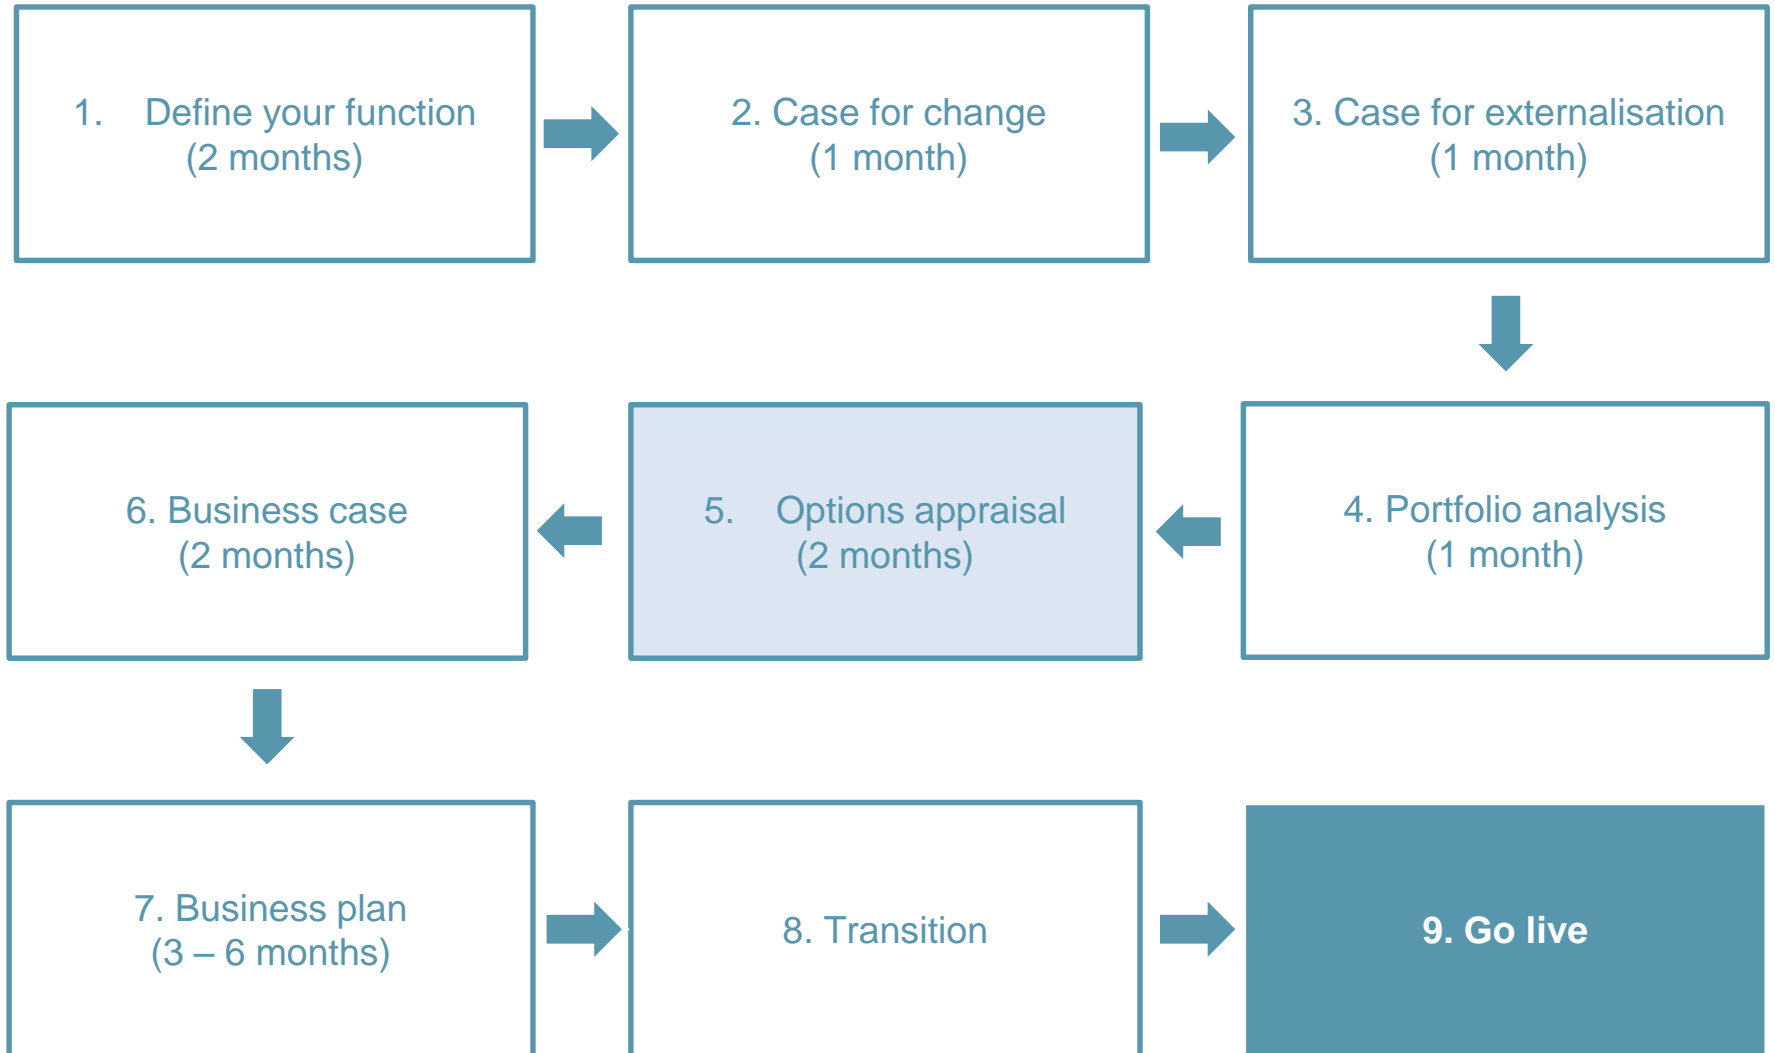 1. Define your function
(2 months)
2. Case for change
(1 month)
3. Case for externalisation
(1 month)
4. Portfolio analysis
(1 month)
5. Options appraisal
(2 months)
6. Business case
(2 months)
7. Business plan
(3 – 6 months)
8. Transition
9. Go live